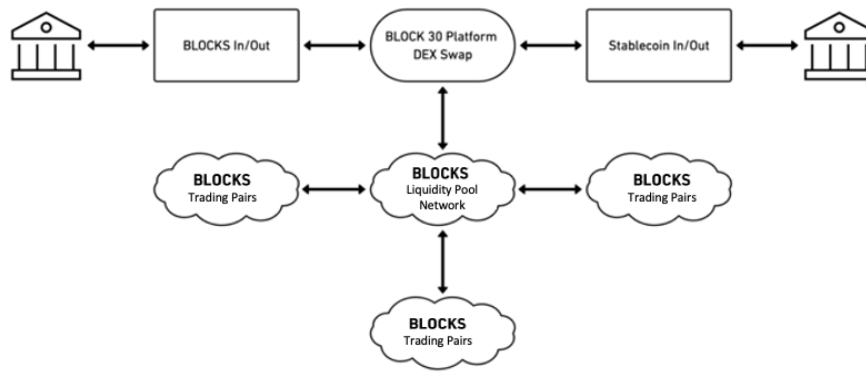 BLOCKS In/Out
BLOCK 30 Platform
DEX Swap
Stablecoin In/Out
BLOCKS
Trading Pairs
BLOCKS
Liquidity Pool
Network
BLOCKS
Trading Pairs
BLOCKS
Trading Pairs